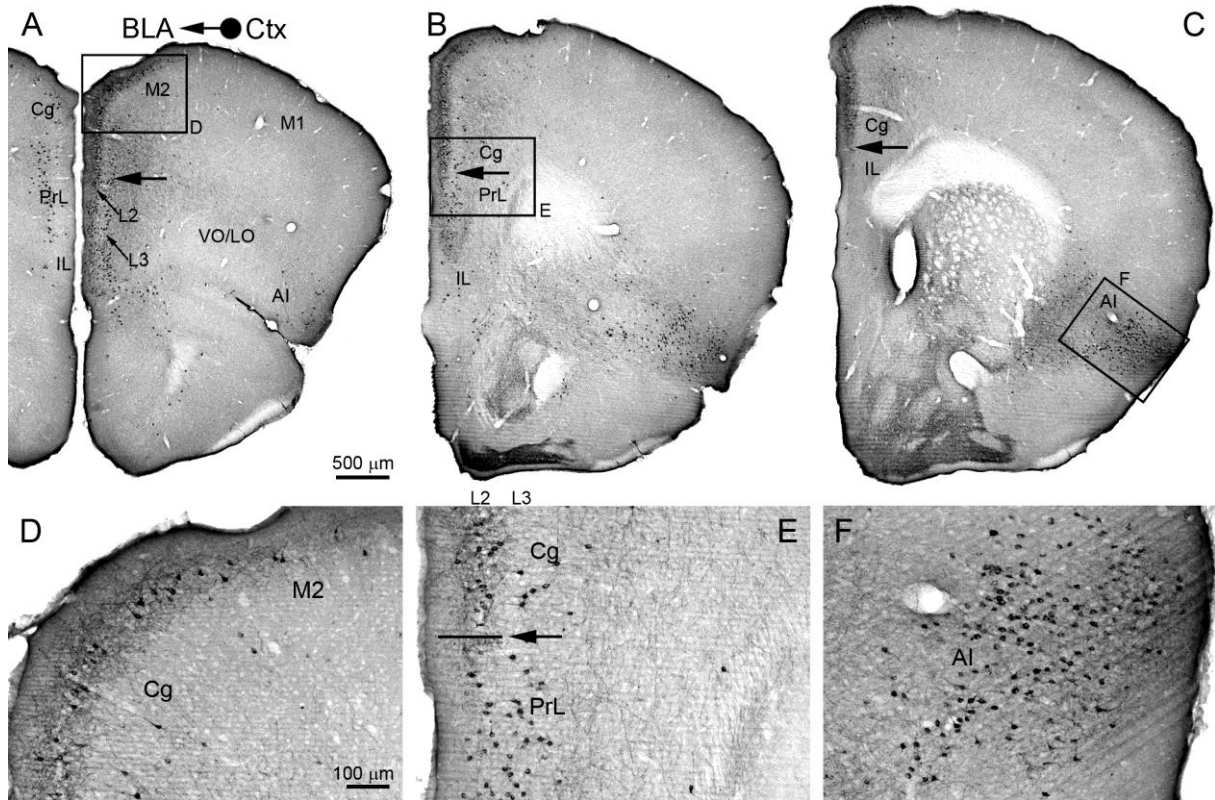 A
BLA Ctx
Cg
M2
D
M1
PrL
L2
VO/LO
L3
IL
AI
500 μm
B
Cg
PrL
E
IL
C
Cg
IL
F
AI
D
M2
Cg
100 μm
L2 L3
E
Cg
PrL
F
AI